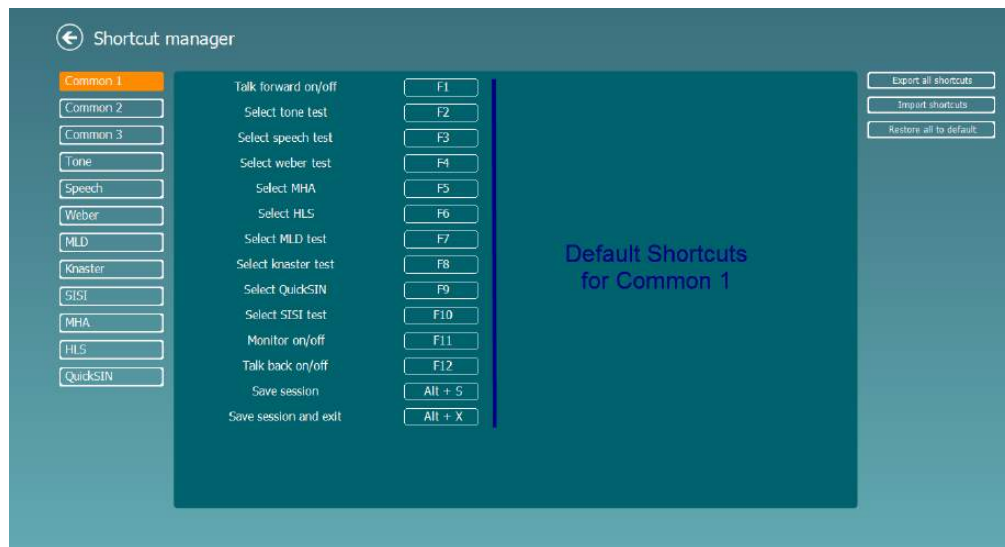 Shortcut manager
Common 1
Common 2
Common 3
Tone
Speech
Weber
MLD
Knaster
SISI
MHA
HLS
QuickSIN
Talk forward on/off F1
Select tone test F2
Select speech test F3
Select weber test F4
Select MHA F5
Select HLS F6
Select MLD test F7
Select knaster test F8
Select QuickSIN F9
Select SISI test F10
Monitor on/off F11
Talk back on/off F12
Save session Alt + S
Save session and exit Alt + X
Default Shortcuts
for Common 1
Export all shortcuts
Import shortcuts
Restore all to default